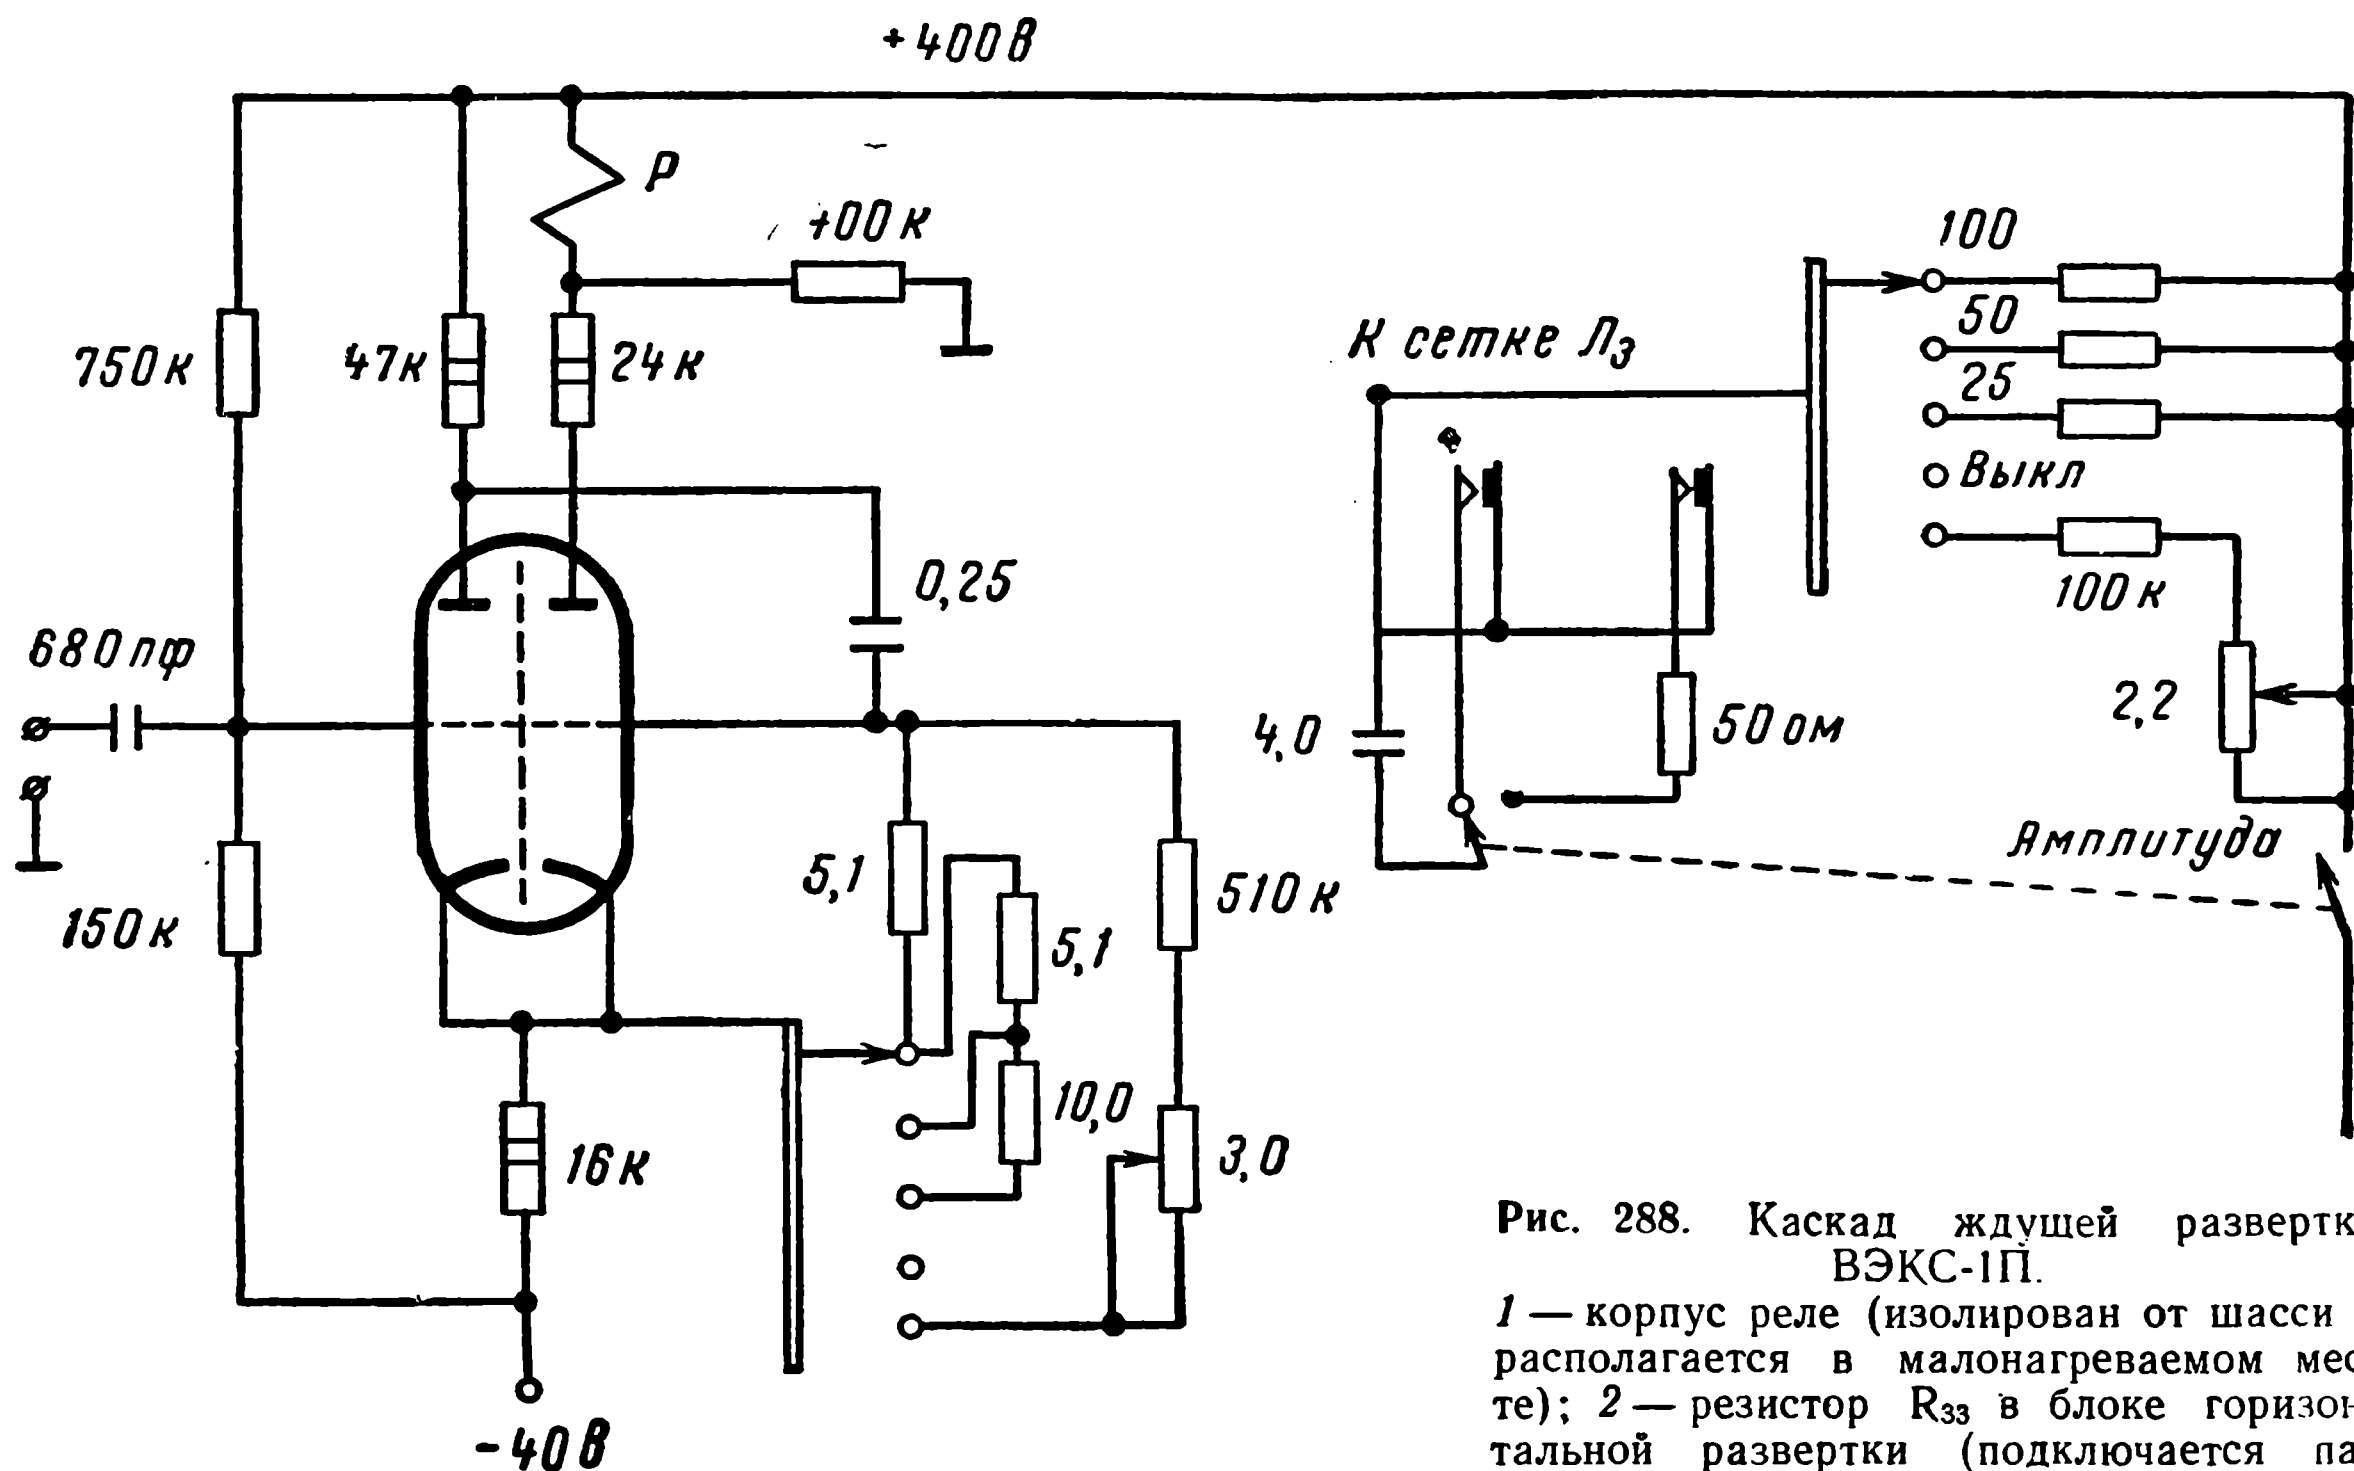 +400В
Р
+00к
750к
47к
24к
К сетке Л₃
100
50
25
Выкл
100к
0,25
680пф
4,0
50 ом
2,2
Амплитуда
5,1
150к
5,1
510к
10,0
16к
3,0
-40В
Рис. 288. Каскад ждущей развертк
ВЭКС-1П.
1 — корпус реле (изолирован от шасси
располагается в малонагреваемом мес
те); 2 — резистор R₃₃ в блоке горизон
тальной развертки (подключается па